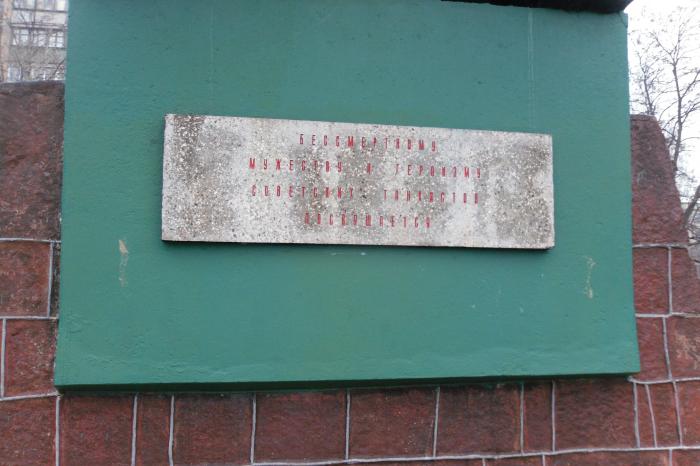 БЕССМЕРТНОМУ
МУЖЕСТВУ И ГЕРОИЗМУ
СОВЕТСКИХ ТАНКИСТОВ
ПОСВЯЩАЕТСЯ